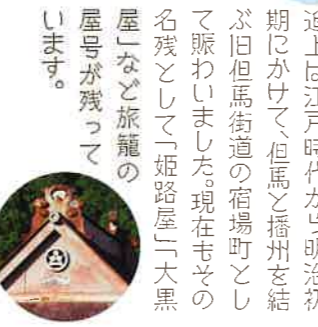 上は江戸時代から明治初
期にかけて、但馬と播州を結
ぶ旧但馬街道の宿場町とし
て賑わいました。現在もその
名残として「姫路屋」「大黒
屋」など旅籠の
屋号が残って
います。